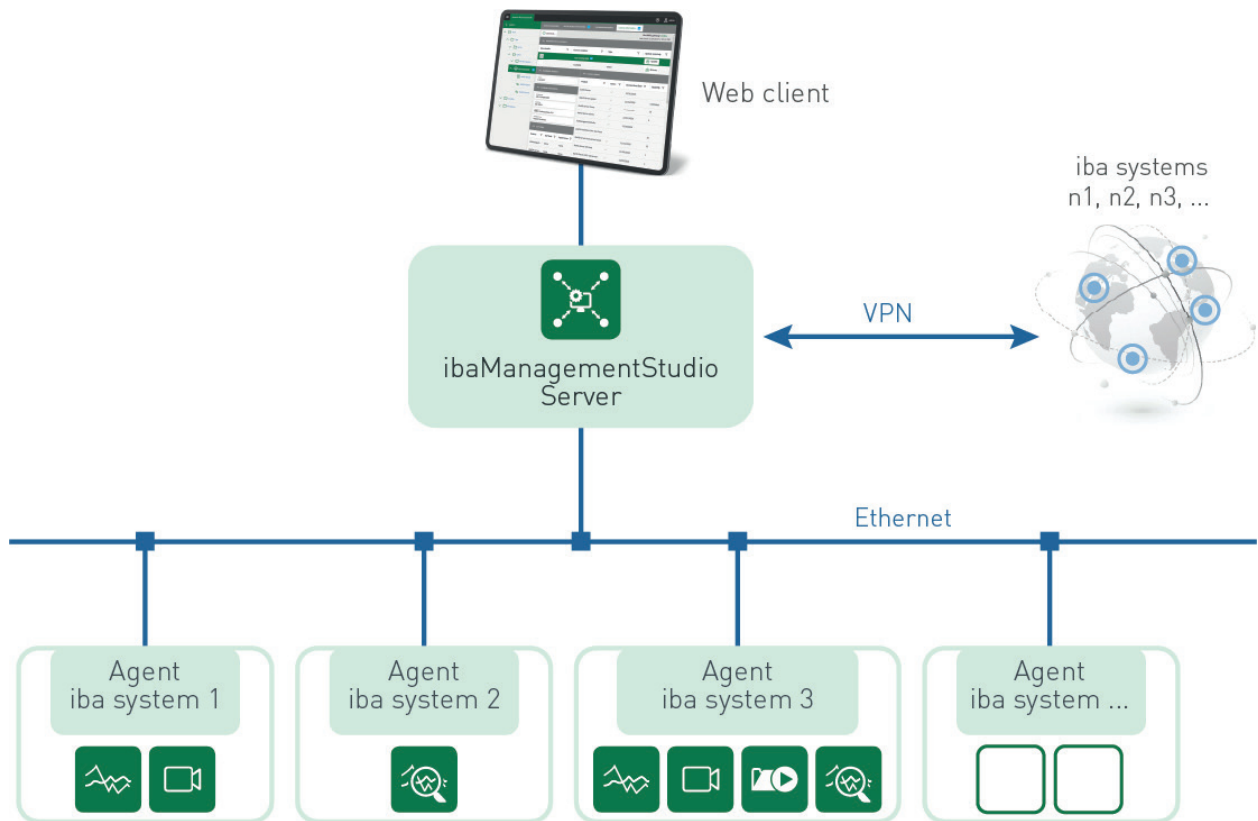 Web client
iba systems
n1, n2, n3, ...
VPN
ibaManagementStudio
Server
Ethernet
Agent
iba system 1
Agent
iba system 2
Agent
iba system 3
Agent
iba system ...